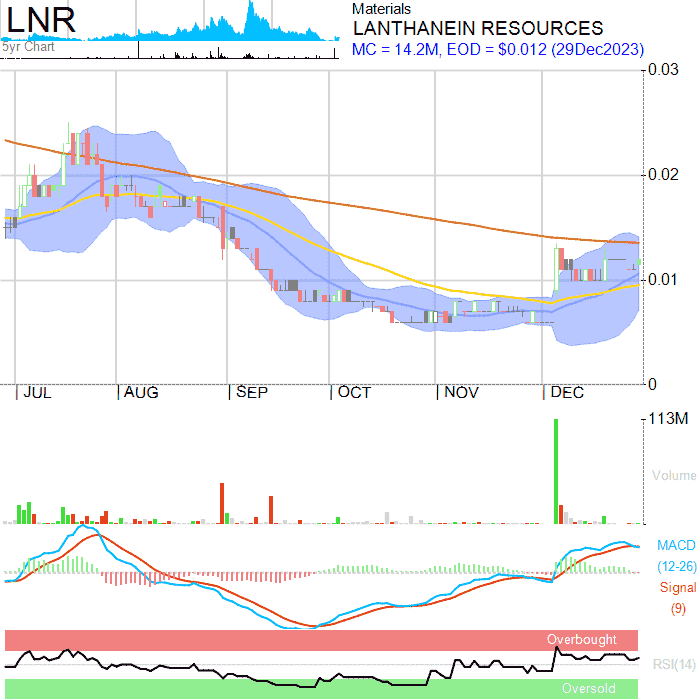 LNR
5yr Chart
Materials
LANTHANEIN RESOURCES
MC = 14.2M, EOD = $0.012 (29Dec2023)
0.03
0.02
0.01
0
JUL AUG SEP OCT NOV DEC
113M
Volume
MACD
(12-26)
Signal
(9)
Overbought
RSI(14)
Oversold